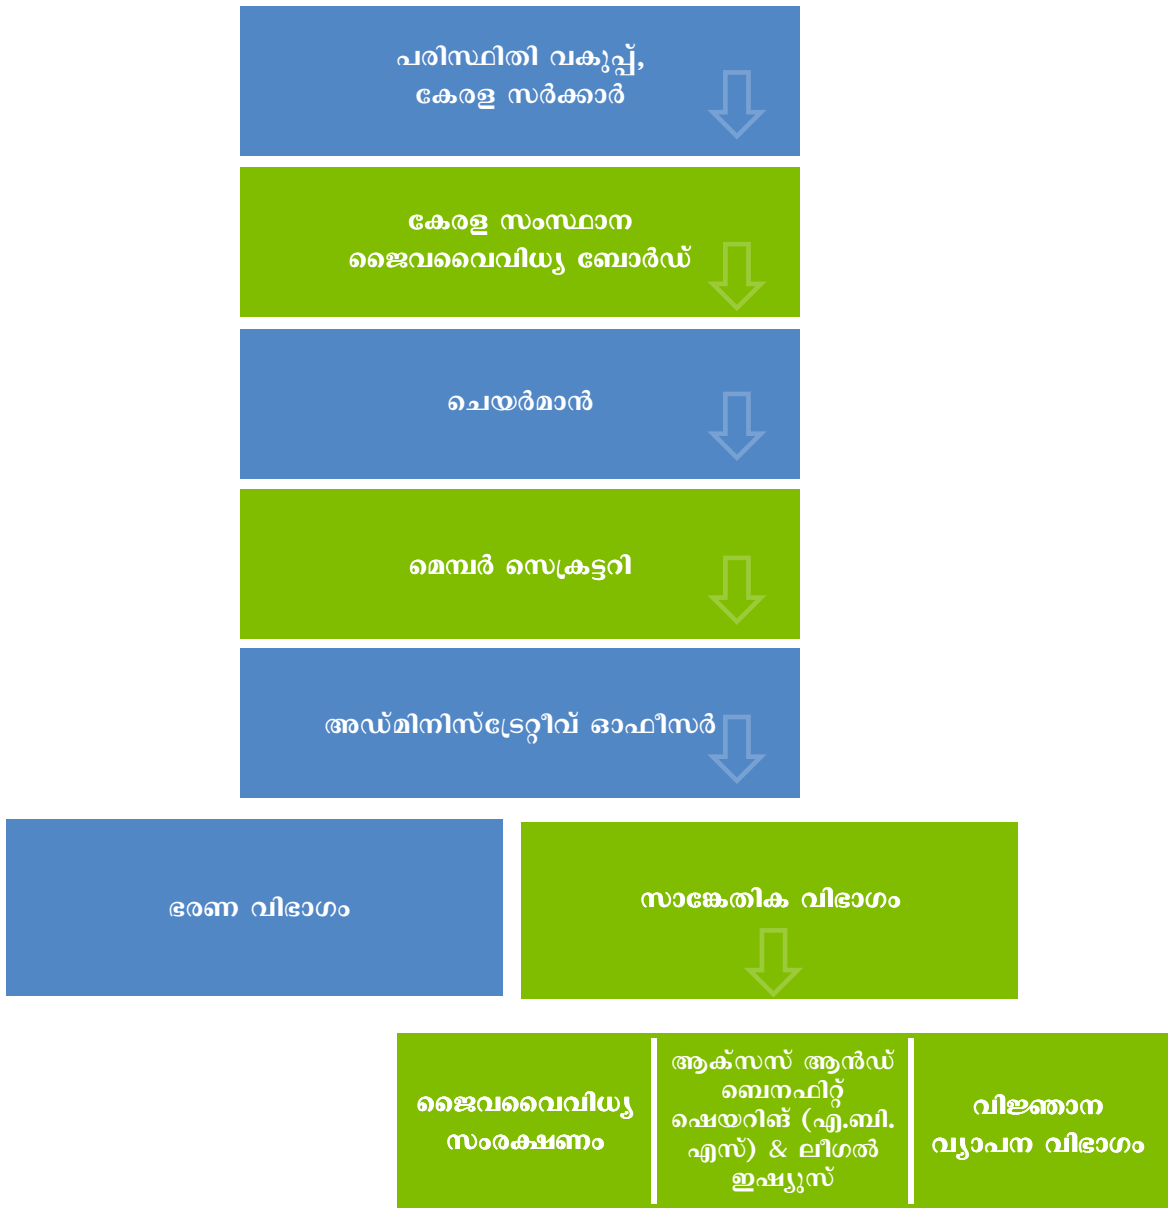 പരിസ്ഥിതി വകുപ്പ്,
കേരള സർക്കാർ
കേരള സംസ്ഥാന
ജൈവവൈവിധ്യ ബോർഡ്
ചെയർമാൻ
മെമ്പർ സെക്രട്ടറി
അഡ്മിനിസ്ട്രേറ്റീവ് ഓഫീസർ
ഭരണ വിഭാഗം
സാങ്കേതിക വിഭാഗം
ജൈവവൈവിധ്യ
സംരക്ഷണം
ആക്സസ് ആൻഡ്
ബെനഫിറ്റ്
ഷെയറിങ് (എ.ബി.
എസ്) & ലീഗൽ
ഇഷ്യുസ്
വിജ്ഞാന
വ്യാപന വിഭാഗം